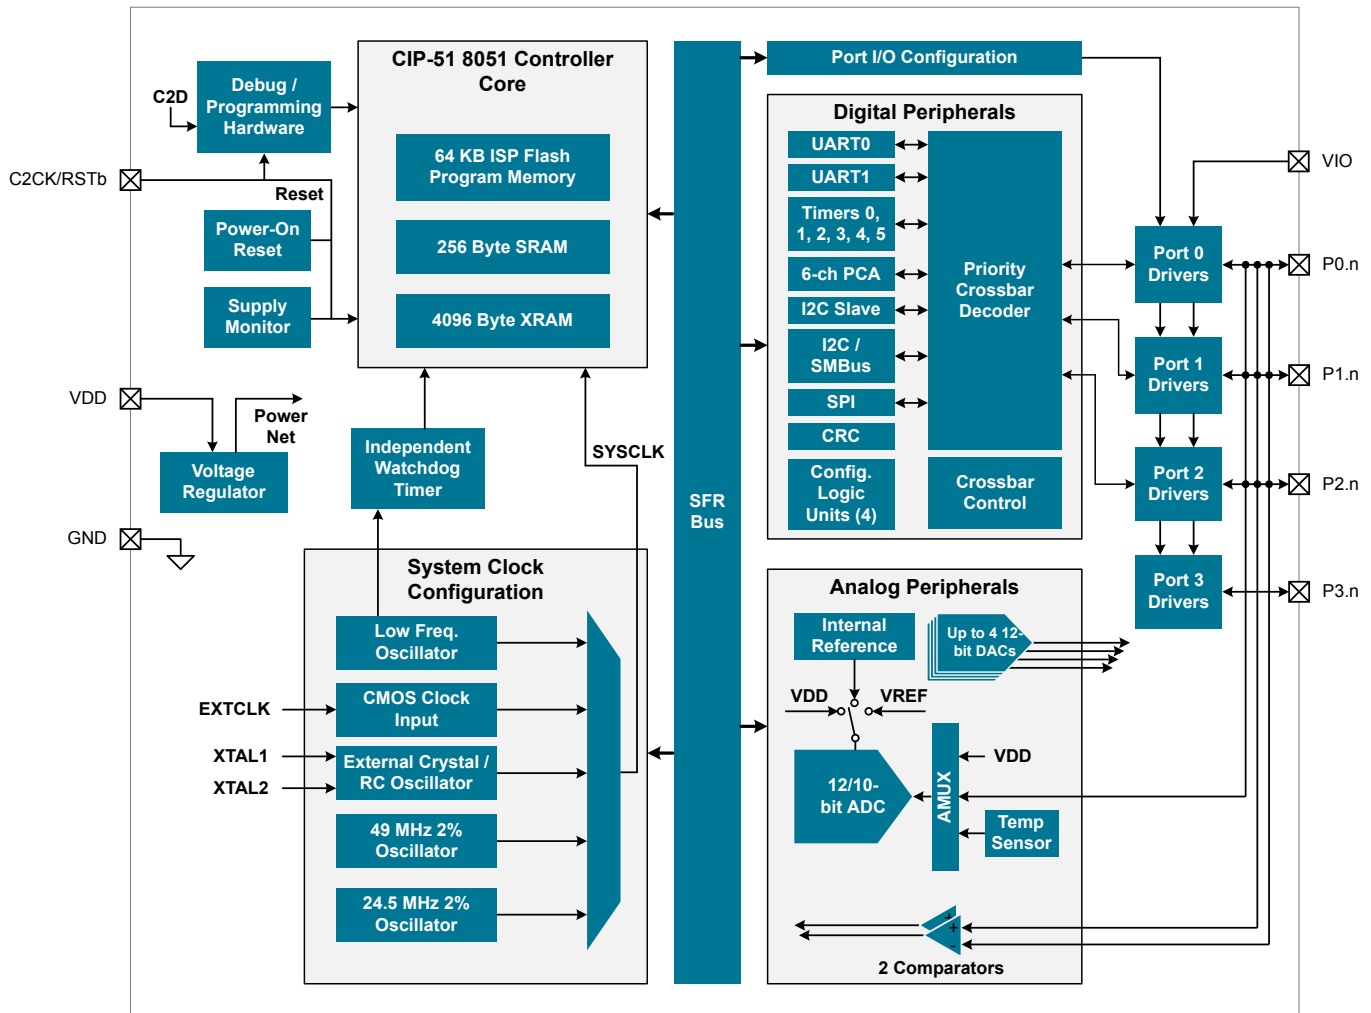 CIP-51 8051 Controller
Core
Debug /
Programming
Hardware
C2D
C2CK/RSTb
Reset
Power-On
Reset
Supply
Monitor
64 KB ISP Flash
Program Memory
256 Byte SRAM
4096 Byte XRAM
VDD
Power
Net
Voltage
Regulator
GND
Independent
Watchdog
Timer
SYSCLK
System Clock
Configuration
Low Freq.
Oscillator
CMOS Clock
Input
EXTCLK
External Crystal /
RC Oscillator
XTAL1
XTAL2
49 MHz 2%
Oscillator
24.5 MHz 2%
Oscillator
SFR
Bus
Port I/O Configuration
Digital Peripherals
UART0
UART1
Timers 0,
1, 2, 3, 4, 5
6-ch PCA
I2C Slave
I2C /
SMBus
SPI
CRC
Config.
Logic
Units (4)
Priority
Crossbar
Decoder
Crossbar
Control
Port 0
Drivers
Port 1
Drivers
Port 2
Drivers
Port 3
Drivers
VIO
P0.n
P1.n
P2.n
P3.n
Analog Peripherals
Internal
Reference
Up to 4 12-
bit DACs
VDD
VREF
12/10-
bit ADC
AMUX
VDD
Temp
Sensor
+
+
-
2 Comparators